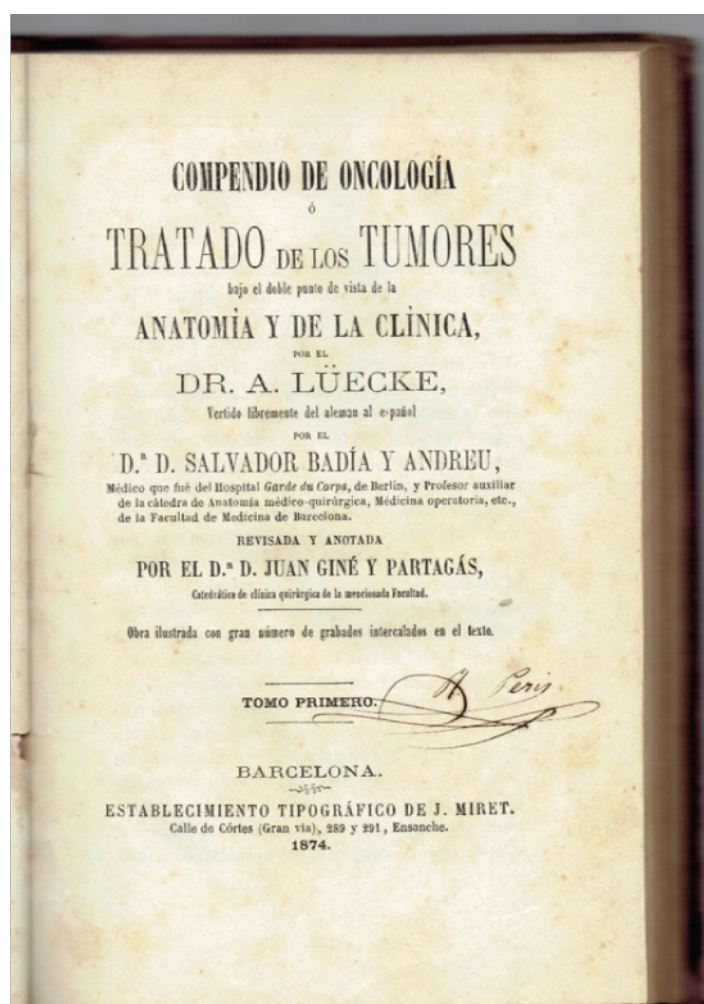 COMPENDIO DE ONCOLOGÍA
ó
TRATADO DE LOS TUMORES
bajo el doble punto de vista de la
ANATOMÍA Y DE LA CLÍNICA,
POR EL
DR. A. LÜECKE,
Vertido libremente del aleman al español
POR EL
D.ʳ D. SALVADOR BADÍA Y ANDREU,
Médico que fué del Hospital Garde du Corps, de Berlin, y Profesor auxiliar
de la cátedra de Anatomía médico-quirúrgica, Médicina operatoria, etc.,
de la Facultad de Medicina de Barcelona.
REVISADA Y ANOTADA
POR EL D.ʳ D. JUAN GINÉ Y PARTAGÁS,
Catedrático de clínica quirúrgica de la mencionada Facultad.
Obra ilustrada con gran número de grabados intercalados en el texto.
Peris
TOMO PRIMERO.
BARCELONA.
ESTABLECIMIENTO TIPOGRÁFICO DE J. MIRET.
Calle de Córtes (Gran via), 289 y 291, Ensanche.
1874.